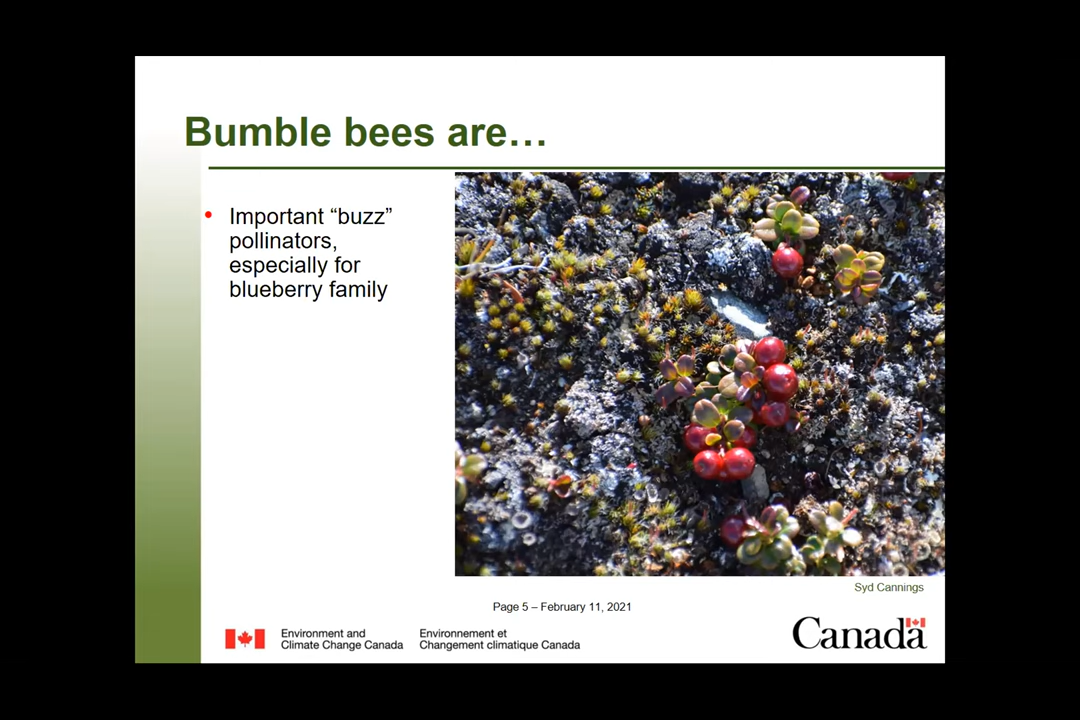 Bumble bees are…
• Important “buzz”
pollinators,
especially for
blueberry family
Syd Cannings
Page 5 – February 11, 2021
Environment and
Climate Change Canada
Environnement et
Changement climatique Canada
Canada